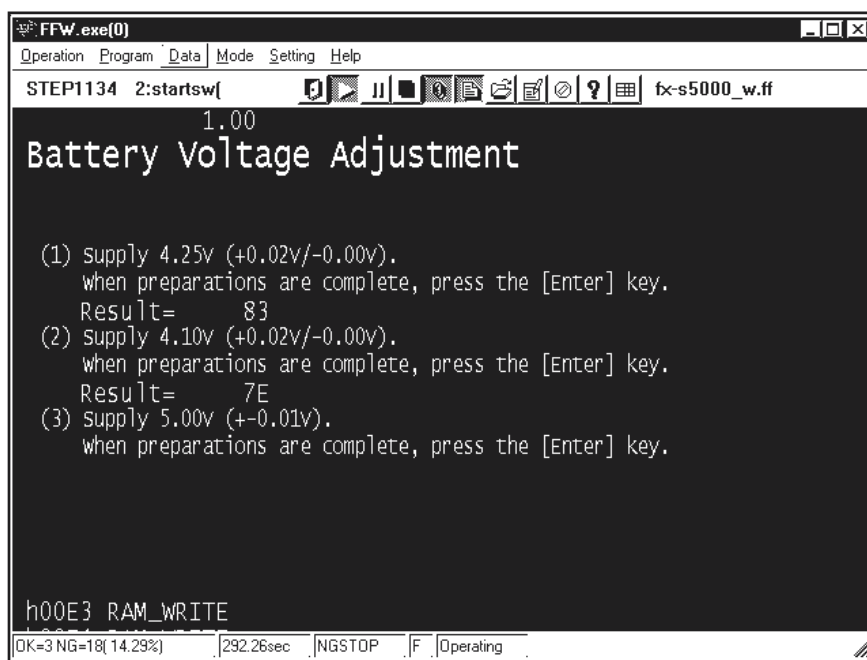 FFW.exe(0)
Operation Program Data Mode Setting Help
STEP1134 2:startsw( fx-s5000_w.ff
1.00
Battery Voltage Adjustment
(1) Supply 4.25V (+0.02V/-0.00V).
When preparations are complete, press the [Enter] key.
Result= 83
(2) Supply 4.10V (+0.02V/-0.00V).
When preparations are complete, press the [Enter] key.
Result= 7E
(3) Supply 5.00V (+-0.01V).
When preparations are complete, press the [Enter] key.
h00E3 RAM_WRITE
OK=3 NG=18( 14.29%) 292.26sec NGSTOP F Operating